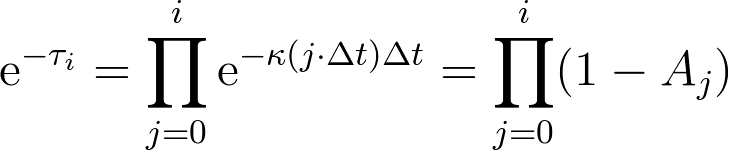 e^{-\tau_i} = \prod_{j=0}^{i} e^{-\kappa(j \cdot \Delta t)\Delta t} = \prod_{j=0}^{i} (1 - A_j)